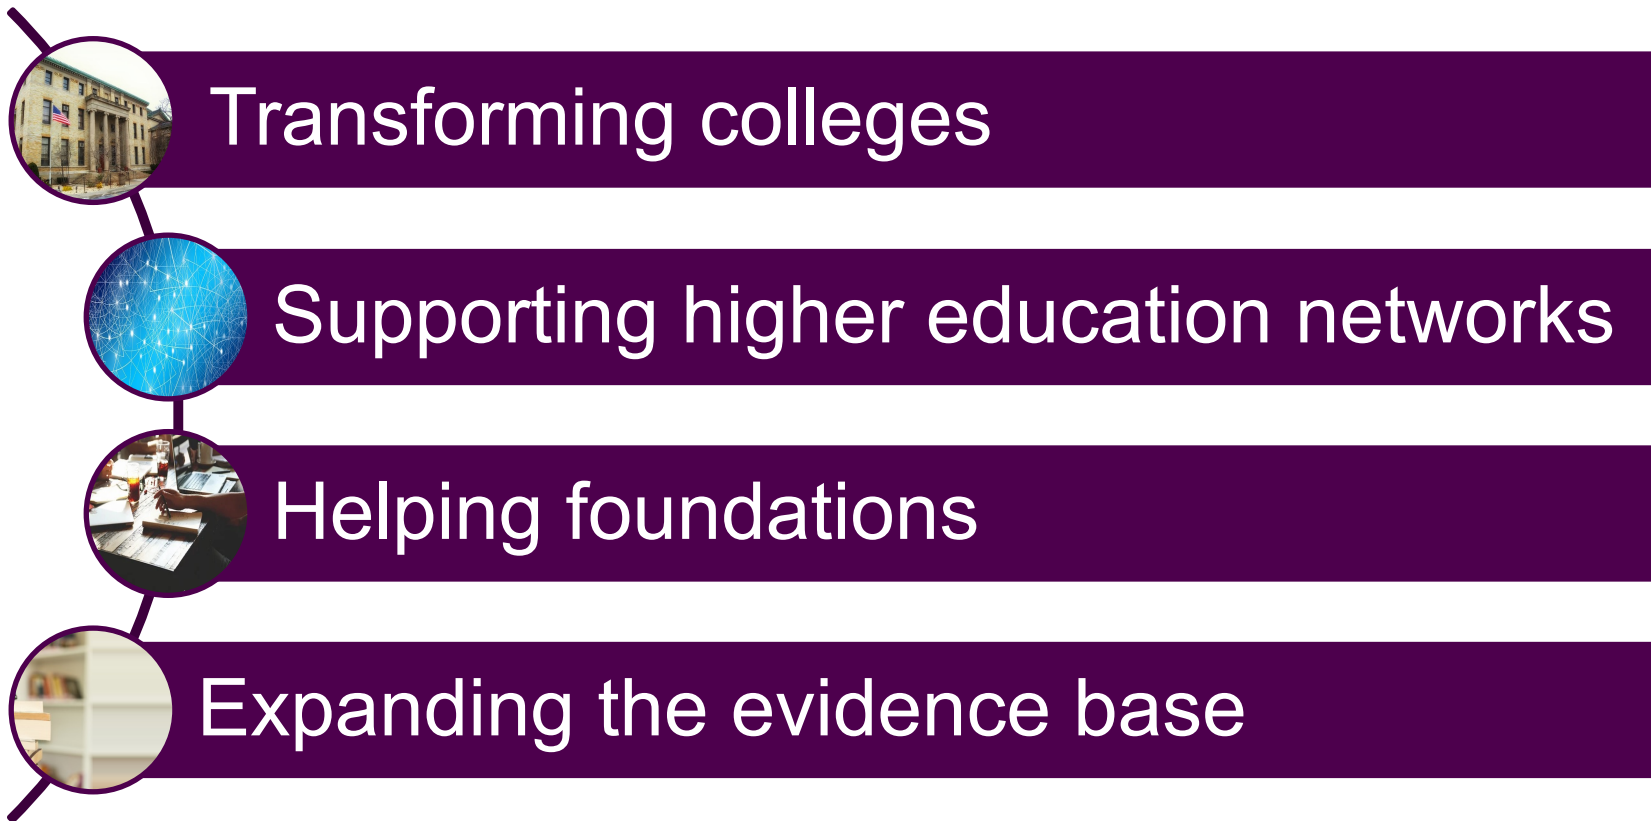 Transforming colleges
Supporting higher education networks
Helping foundations
Expanding the evidence base